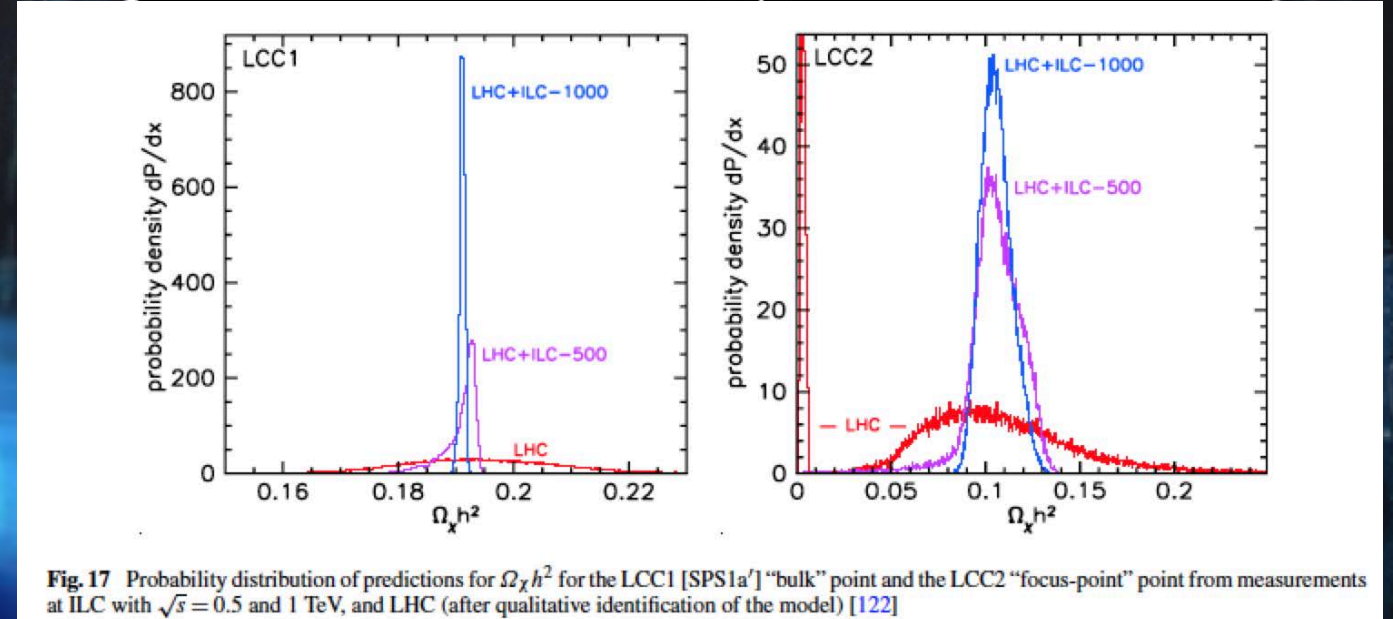 LCC1
LHC+ILC-1000
LHC+ILC-500
LHC
probability density dP/dx
800
600
400
200
0
0.16
0.18
0.2
0.22
Ωχh²
LCC2
LHC+ILC-1000
LHC+ILC-500
— LHC —
probability density dP/dx
50
40
30
20
10
0
0
0.05
0.1
0.15
0.2
Ωχh²
Fig. 17 Probability distribution of predictions for Ωχh² for the LCC1 [SPS1a′] “bulk” point and the LCC2 “focus-point” point from measurements
at ILC with √s = 0.5 and 1 TeV, and LHC (after qualitative identification of the model) [122]